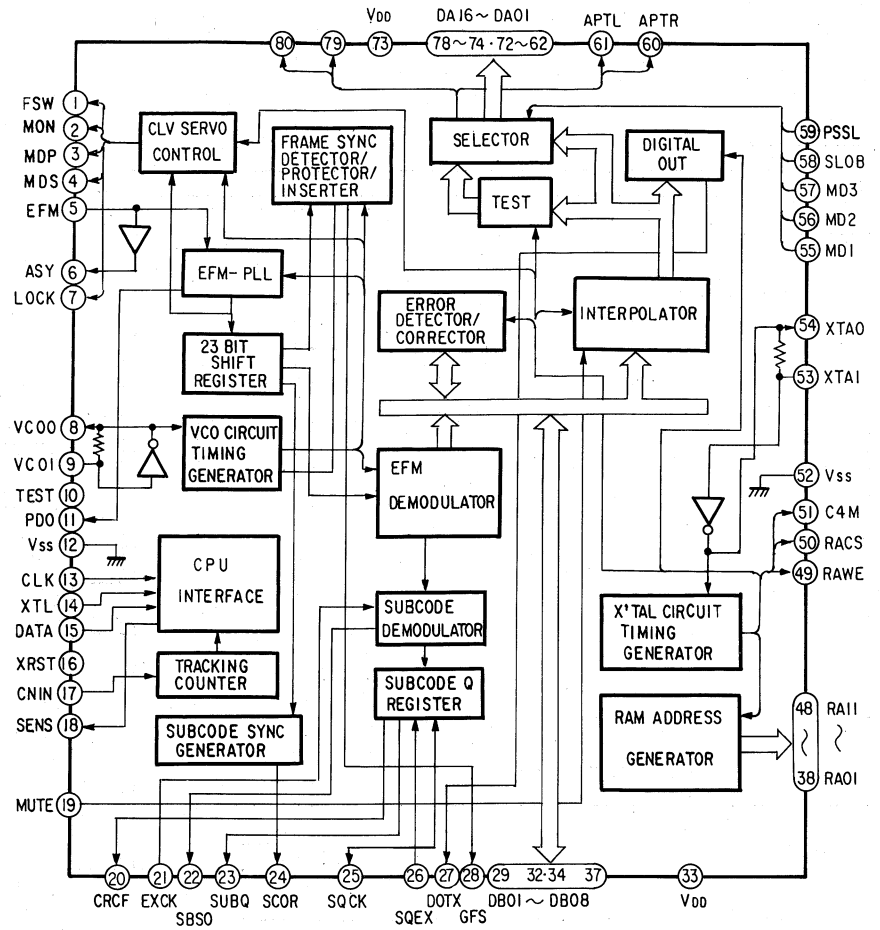 VDD
DA16~DA01
APTL
APTR
80
79
73
78~74・72~62
61
60
FSW 1
MON 2
MDP 3
MDS 4
EFM 5
ASY 6
LOCK 7
VCOO 8
VCOI 9
TEST 10
PDO 11
Vss 12
CLK 13
XTL 14
DATA 15
XRST 16
CNIN 17
SENS 18
MUTE 19
CLV SERVO
CONTROL
FRAME SYNC
DETECTOR/
PROTECTOR/
INSERTER
SELECTOR
DIGITAL
OUT
TEST
EFM-PLL
ERROR
DETECTOR/
CORRECTOR
INTERPOLATOR
23 BIT
SHIFT
REGISTER
VCO CIRCUIT
TIMING
GENERATOR
EFM
DEMODULATOR
CPU
INTERFACE
SUBCODE
DEMODULATOR
X'TAL CIRCUIT
TIMING
GENERATOR
TRACKING
COUNTER
SUBCODE Q
REGISTER
SUBCODE SYNC
GENERATOR
RAM ADDRESS
GENERATOR
59 PSSL
58 SLOB
57 MD3
56 MD2
55 MD1
54 XTAO
53 XTAI
52 Vss
51 C4M
50 RACS
49 RAWE
48 RA11
~ ~
38 RA01
20
21
22
23
24
25
26
27
28
29 32・34 37
33
CRCF
EXCK
SBSO
SUBQ
SCOR
SQCK
SQEX
DOTX
GFS
DB01~DB08
VDD